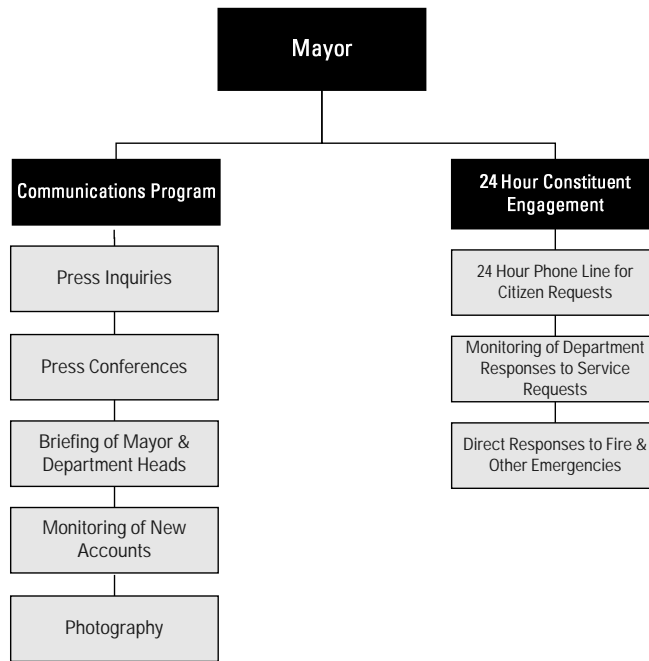 Mayor
Communications Program
Press Inquiries
Press Conferences
Briefing of Mayor &
Department Heads
Monitoring of New
Accounts
Photography
24 Hour Constituent
Engagement
24 Hour Phone Line for
Citizen Requests
Monitoring of Department
Responses to Service
Requests
Direct Responses to Fire &
Other Emergencies